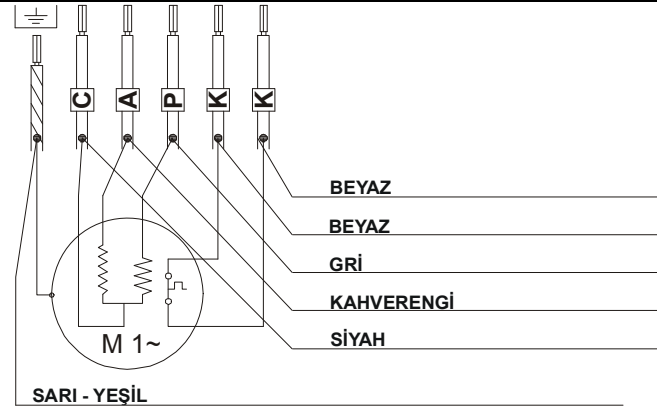 C A P K K
BEYAZ
BEYAZ
GRİ
KAHVERENGİ
SİYAH
M 1~
SARI - YEŞİL